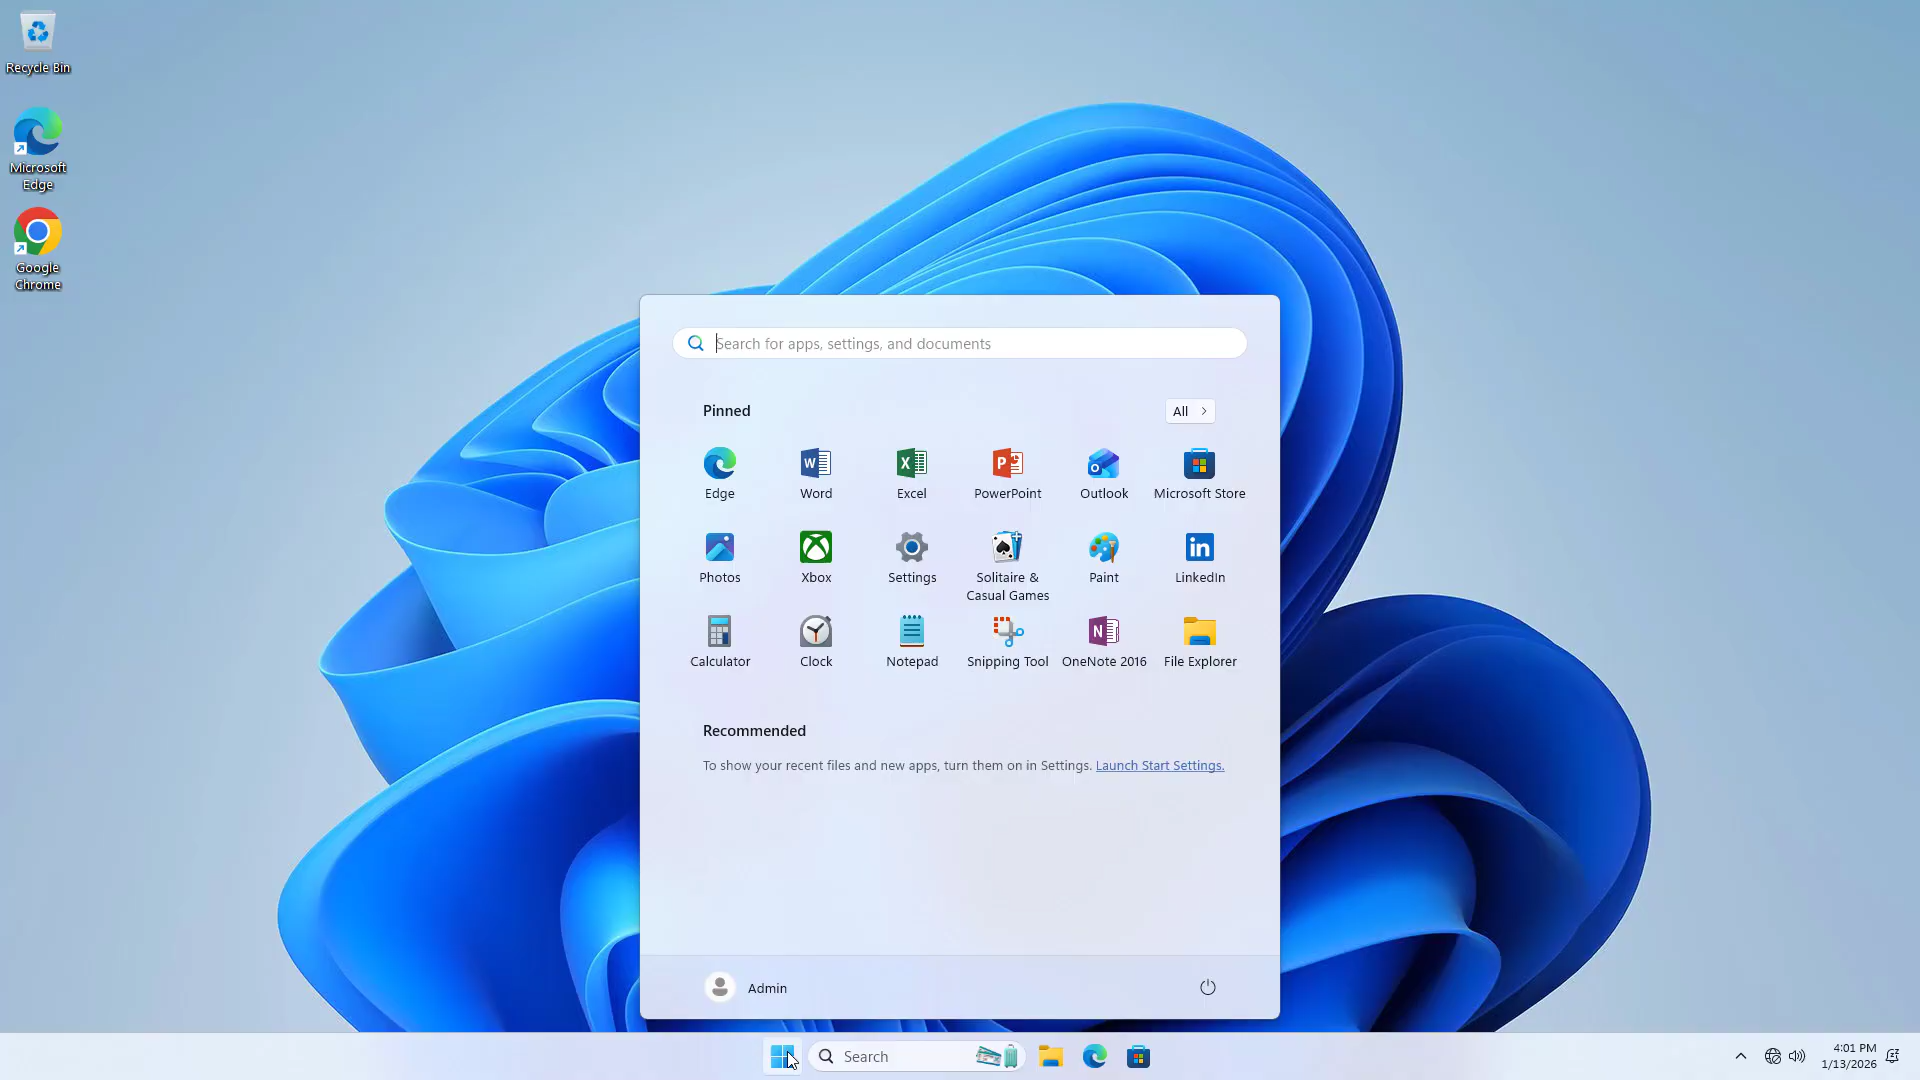 Recycle Bin
Microsoft
Edge
Google
Chrome
Search for apps, settings, and documents
Pinned
All
Edge
Word
Excel
PowerPoint
Outlook
Microsoft Store
Photos
Xbox
Settings
Solitaire &
Casual Games
Paint
LinkedIn
Calculator
Clock
Notepad
Snipping Tool
OneNote 2016
File Explorer
Recommended
To show your recent files and new apps, turn them on in Settings. Launch Start Settings.
Admin
Search
4:01 PM
1/13/2026